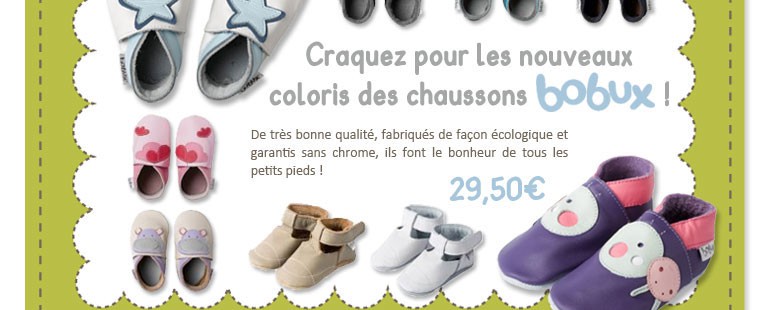 Craquez pour les nouveaux
coloris des chaussons bobux !
De très bonne qualité, fabriqués de façon écologique et
garantis sans chrome, ils font le bonheur de tous les
petits pieds !
29,50€